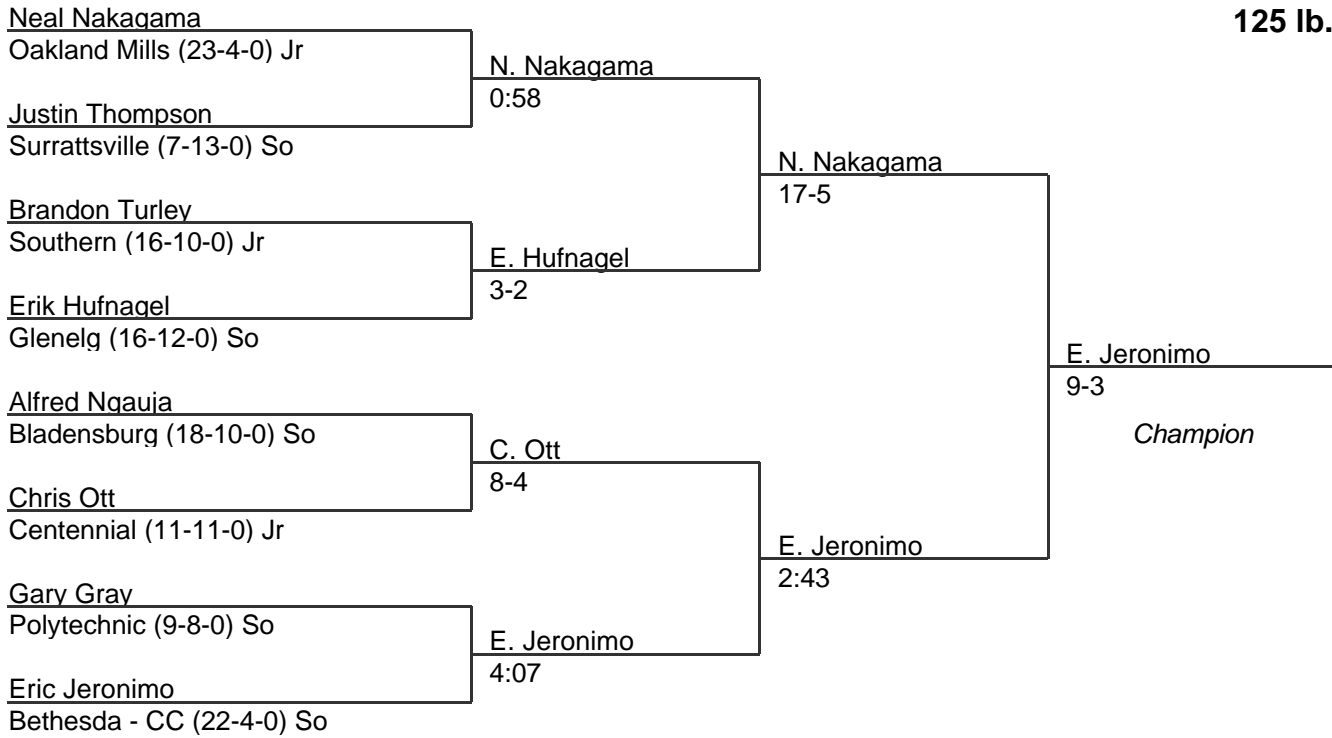 Neal Nakagama
125 lb.
Oakland Mills (23-4-0) Jr
N. Nakagama
0:58
Justin Thompson
Surrattsville (7-13-0) So
N. Nakagama
17-5
Brandon Turley
Southern (16-10-0) Jr
E. Hufnagel
3-2
Erik Hufnagel
Glenelg (16-12-0) So
E. Jeronimo
9-3
Champion
Alfred Ngauja
Bladensburg (18-10-0) So
C. Ott
8-4
Chris Ott
Centennial (11-11-0) Jr
E. Jeronimo
2:43
Gary Gray
Polytechnic (9-8-0) So
E. Jeronimo
4:07
Eric Jeronimo
Bethesda - CC (22-4-0) So